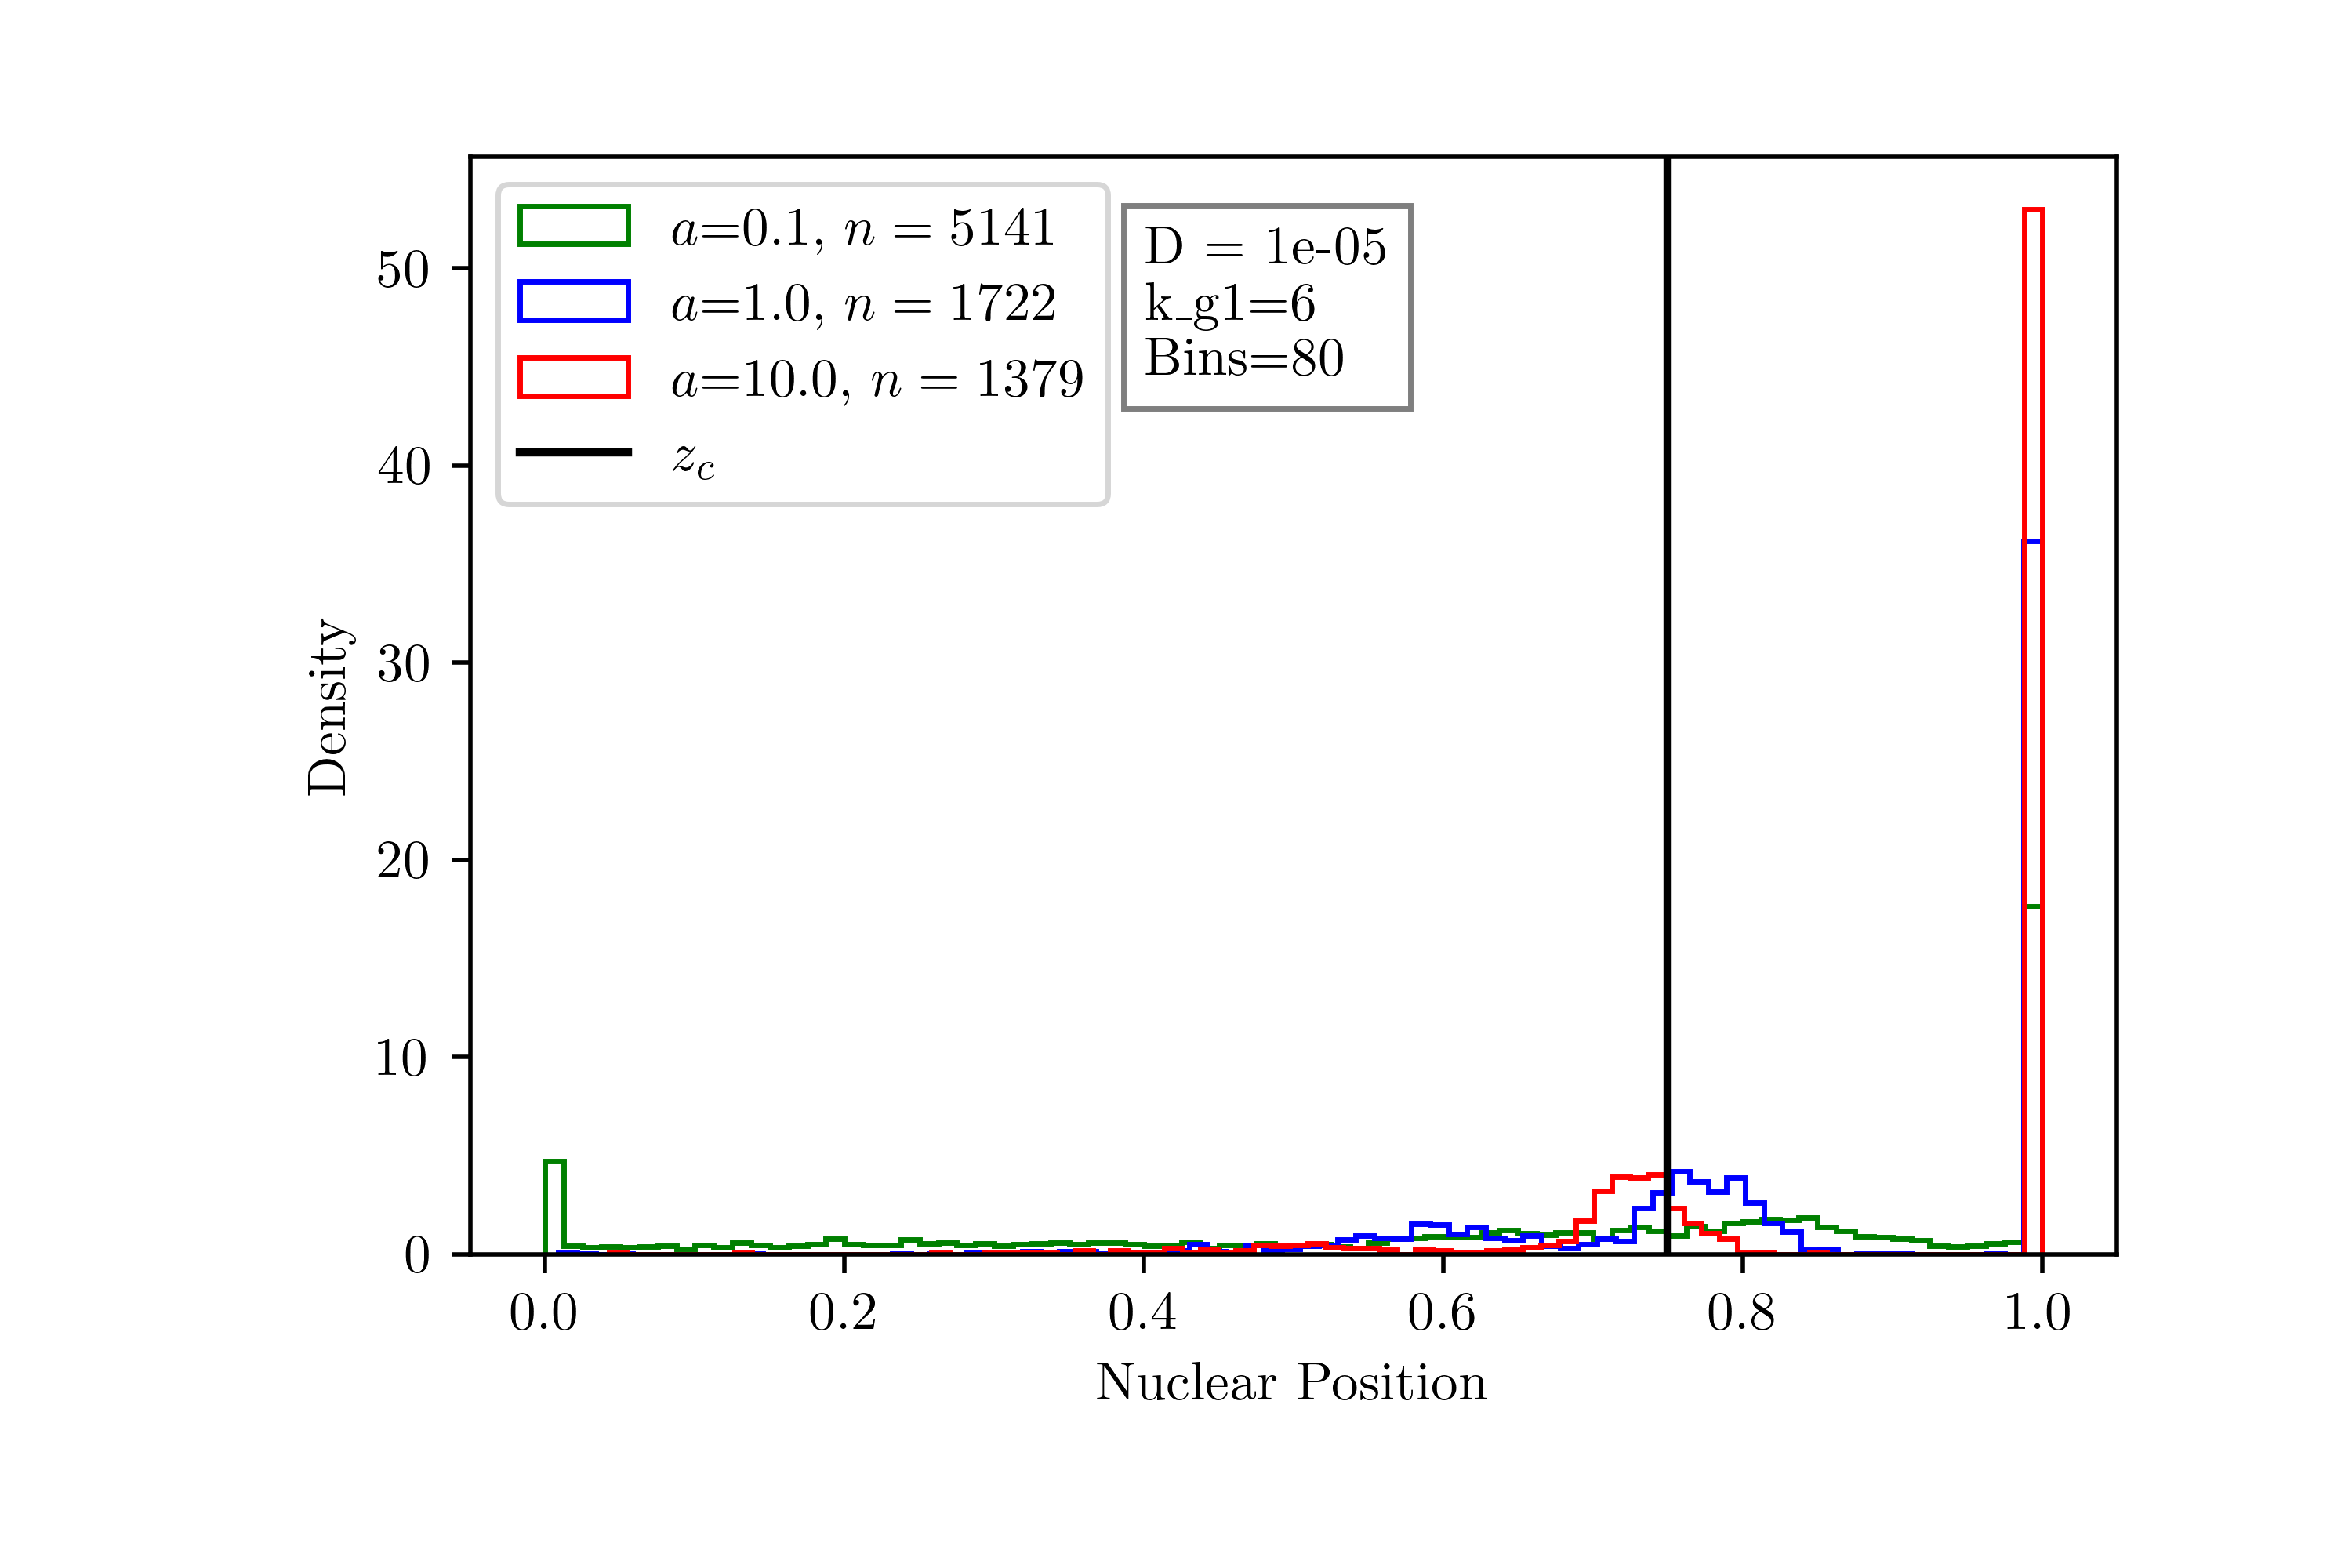 a=0.1, n = 5141
a=1.0, n = 1722
a=10.0, n = 1379
z_c
D = 1e-05
k_g1=6
Bins=80
Density
50
40
30
20
10
0
0.0 0.2 0.4 0.6 0.8 1.0
Nuclear Position